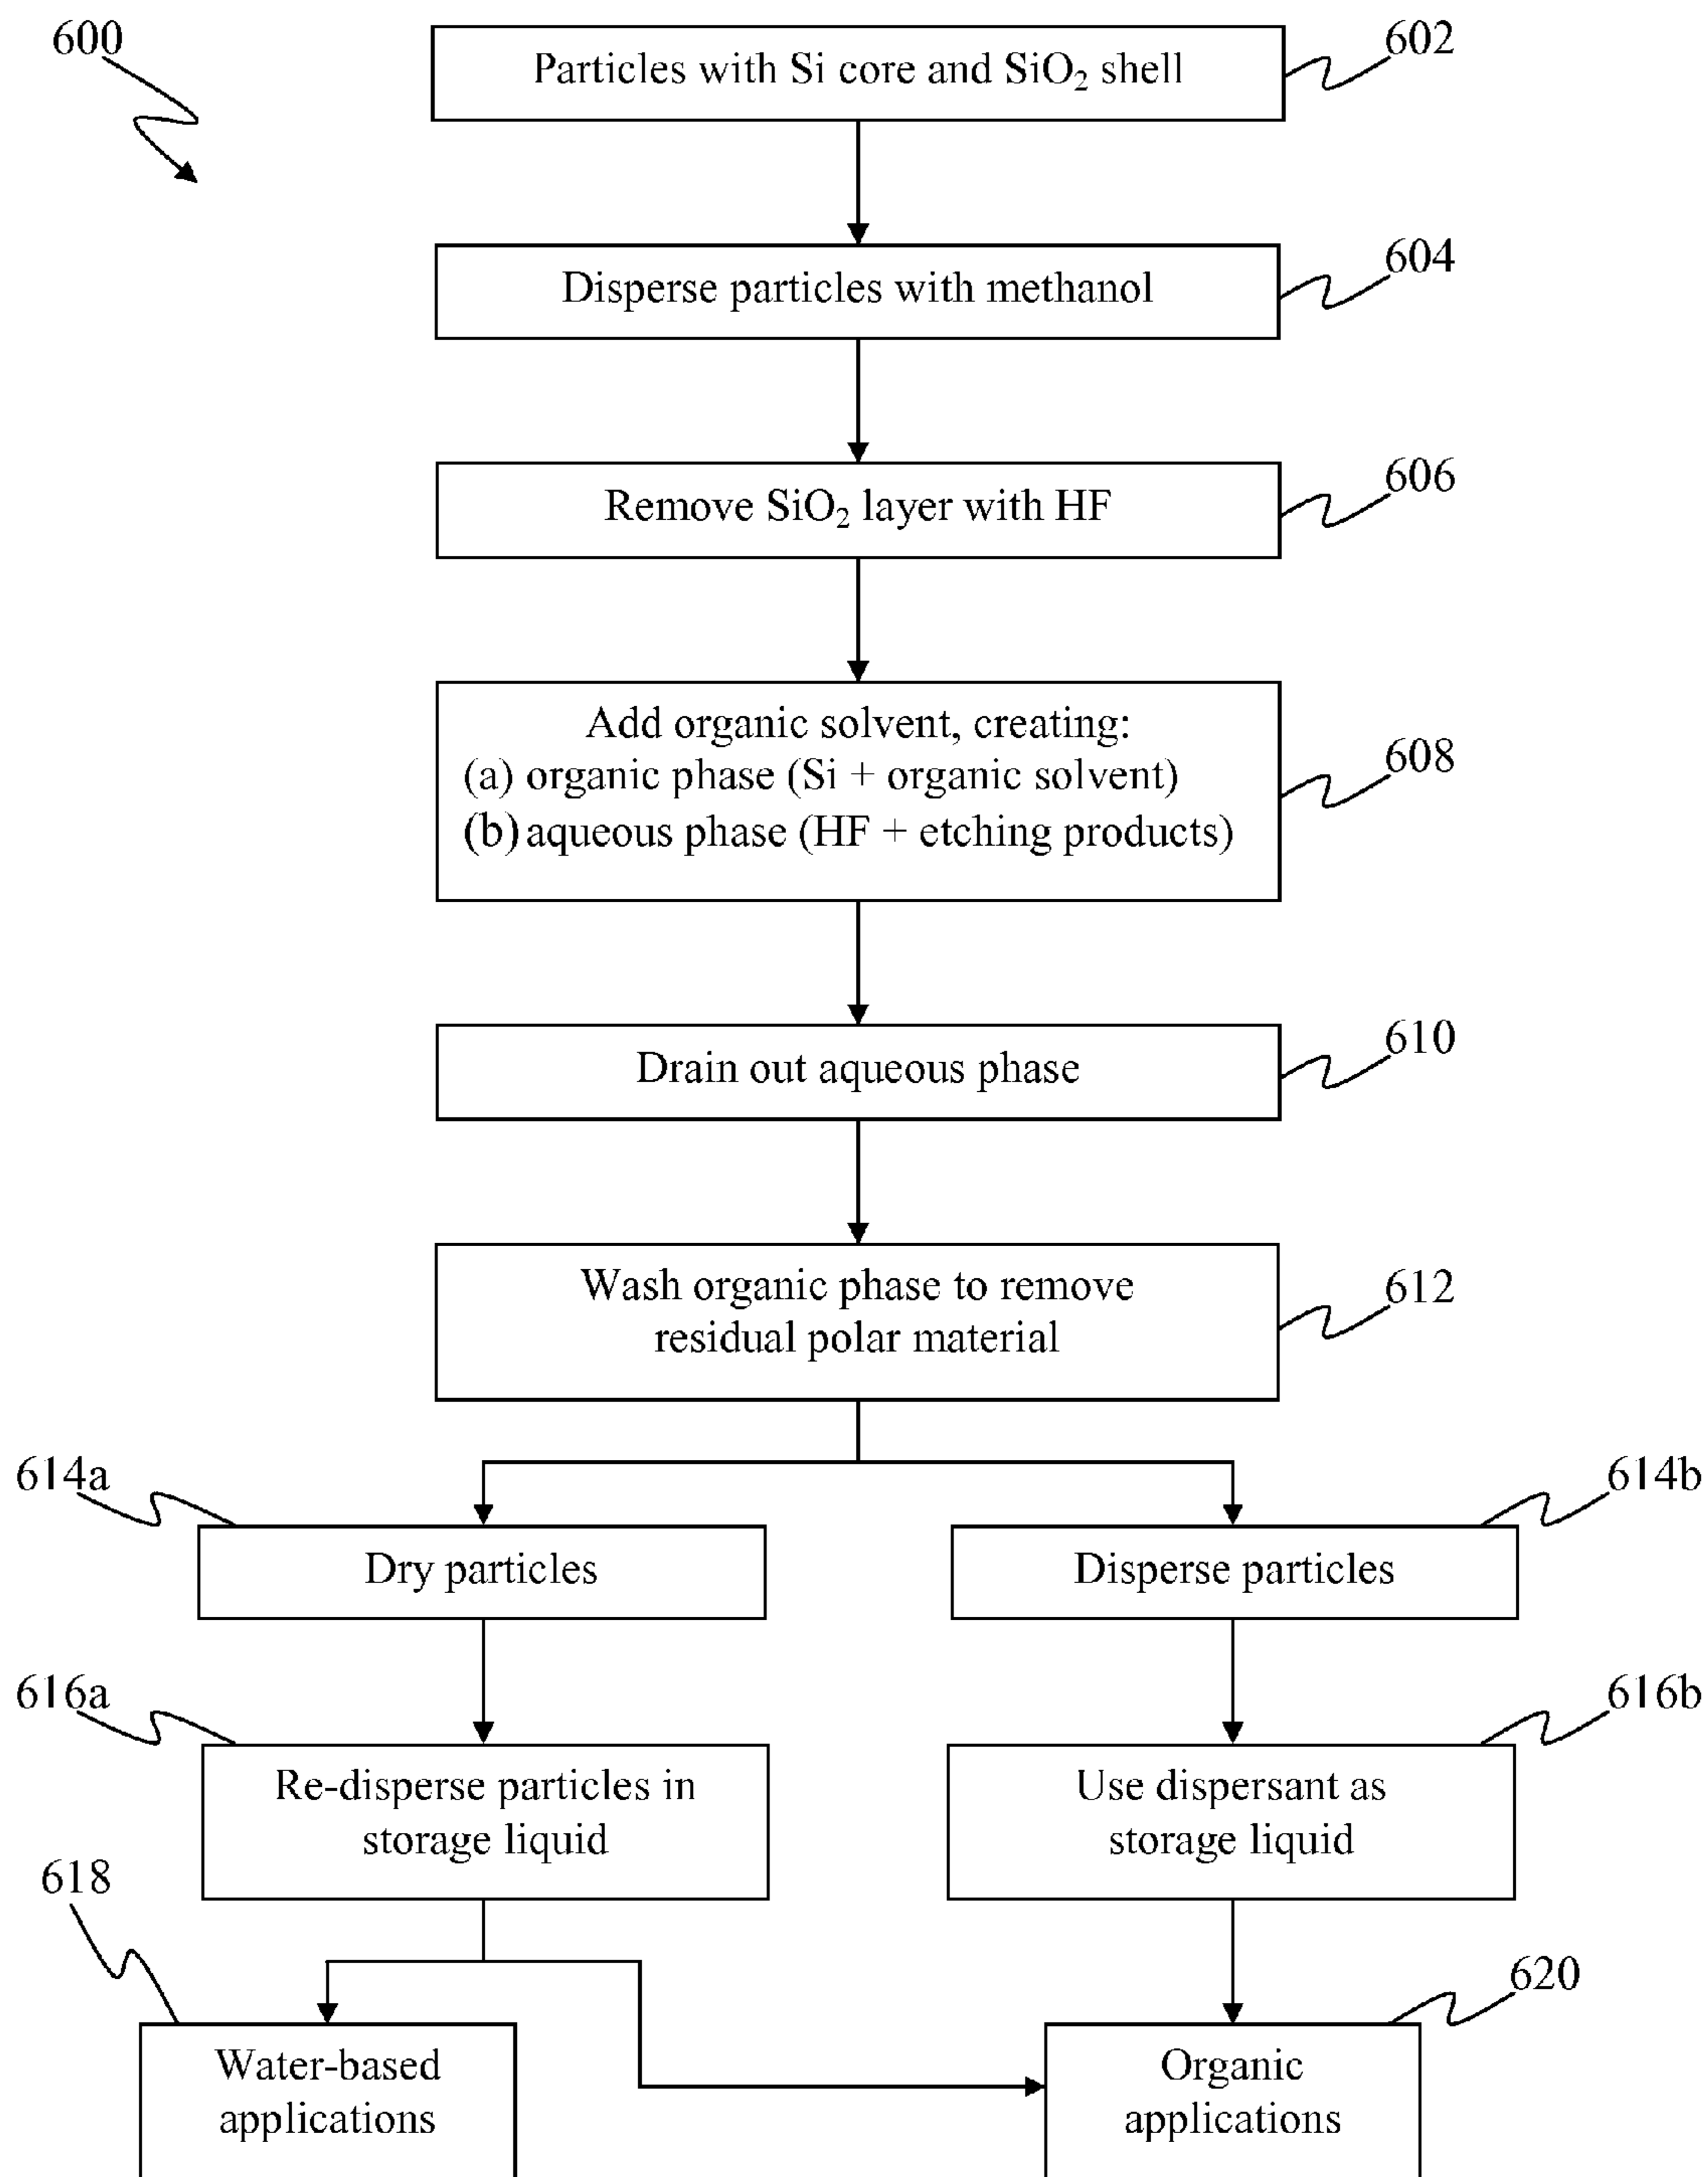 600
Particles with Si core and SiO₂ shell
602
Disperse particles with methanol
604
Remove SiO₂ layer with HF
606
Add organic solvent, creating:
(a) organic phase (Si + organic solvent)
(b) aqueous phase (HF + etching products)
608
Drain out aqueous phase
610
Wash organic phase to remove
residual polar material
612
614a
Dry particles
614b
Disperse particles
616a
Re-disperse particles in
storage liquid
616b
Use dispersant as
storage liquid
618
Water-based
applications
620
Organic
applications